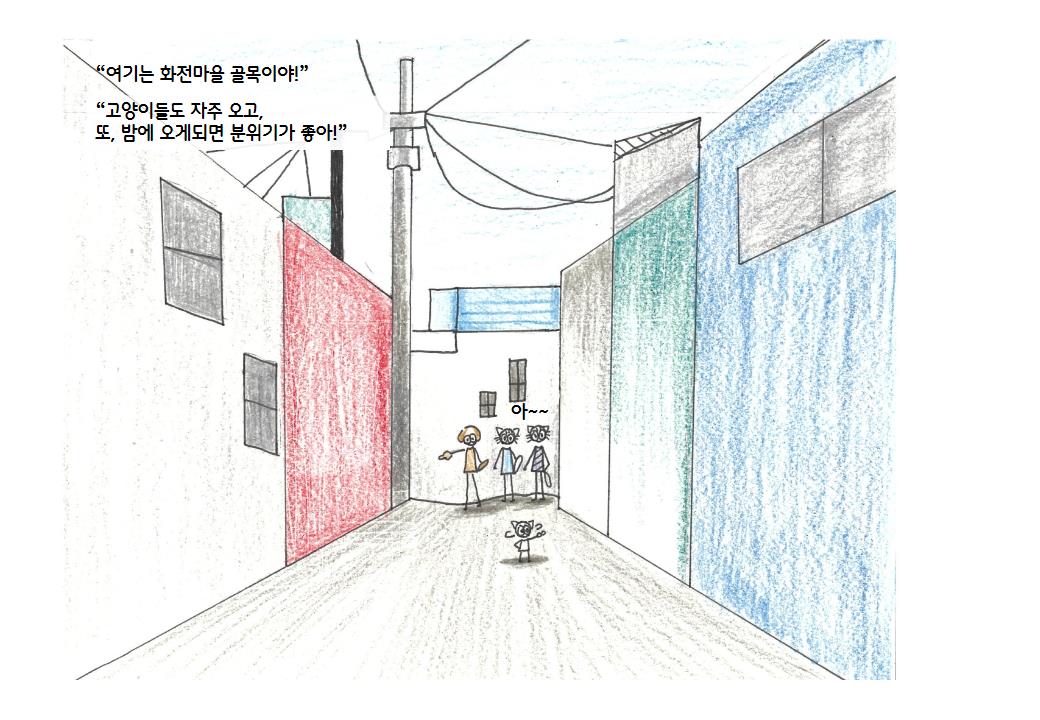 “여기는 화전마을 골목이야!”
“고양이들도 자주 오고,
또, 밤에 오게되면 분위기가 좋아!”
아~~